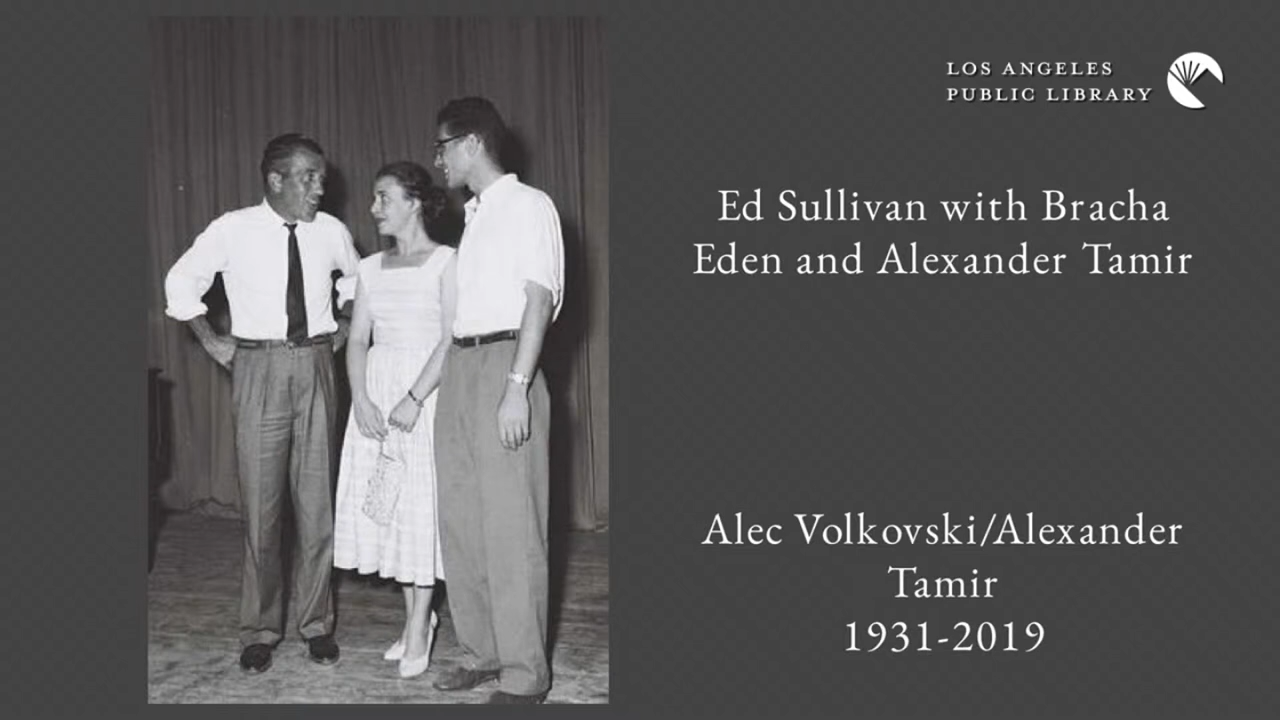 LOS ANGELES
PUBLIC LIBRARY
Ed Sullivan with Bracha
Eden and Alexander Tamir
Alec Volkovski/Alexander
Tamir
1931-2019